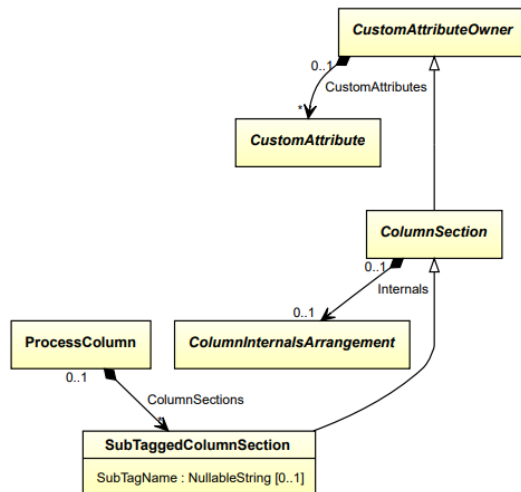 CustomAttributeOwner
0..1
CustomAttributes
*
CustomAttribute
ColumnSection
0..1
Internals
0..1
ProcessColumn
ColumnInternalsArrangement
0..1
ColumnSections
*
SubTaggedColumnSection
SubTagName : NullableString [0..1]